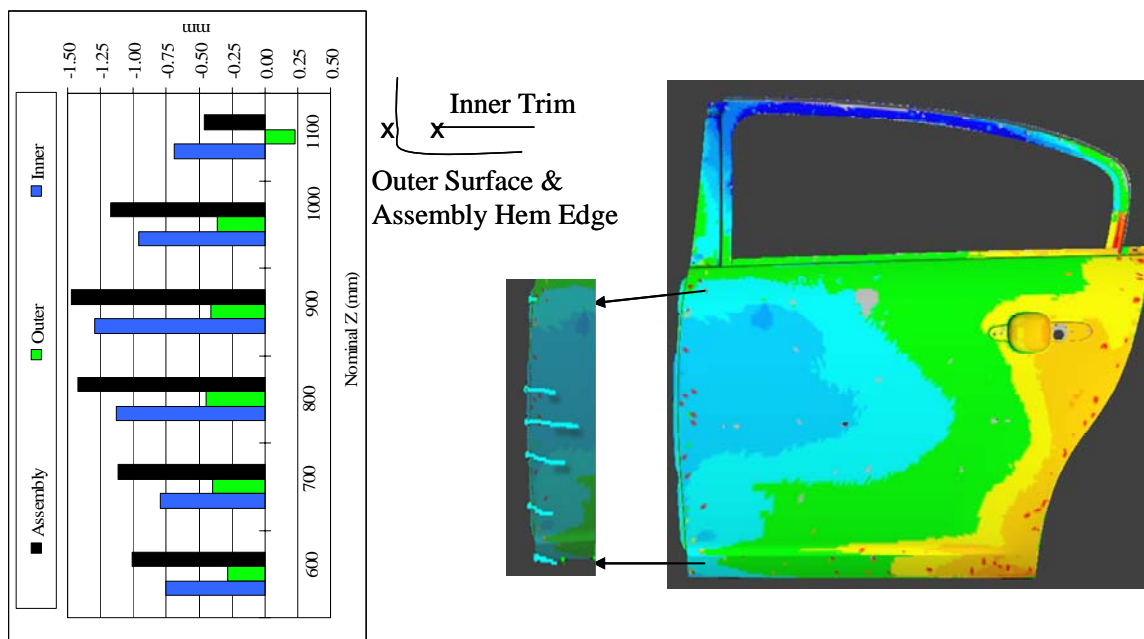 Assembly
Outer
Inner
mm
-1.50
-1.25
-1.00
-0.75
-0.50
-0.25
0.00
0.25
0.50
600
700
800
900
1000
1100
Nominal Z (mm)
x
x
Inner Trim
Outer Surface &
Assembly Hem Edge